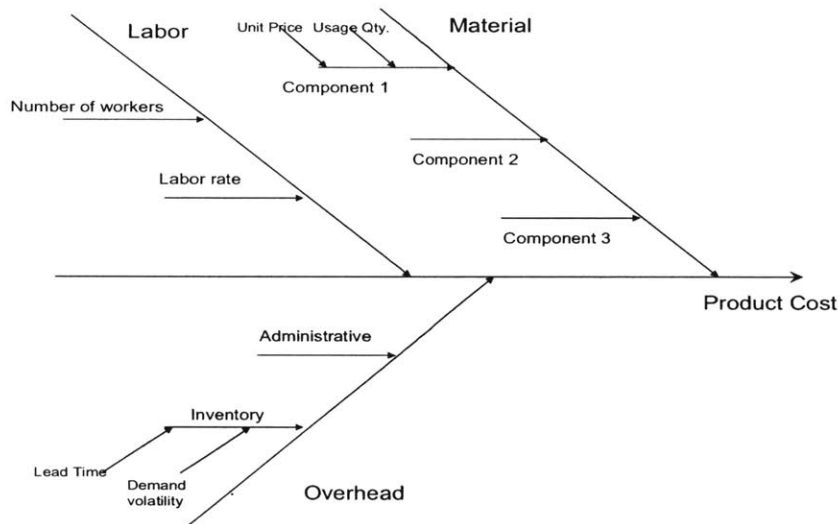 Labor
Unit Price
Usage Qty.
Material
Component 1
Number of workers
Component 2
Labor rate
Component 3
Product Cost
Administrative
Inventory
Lead Time
Demand
volatility
Overhead